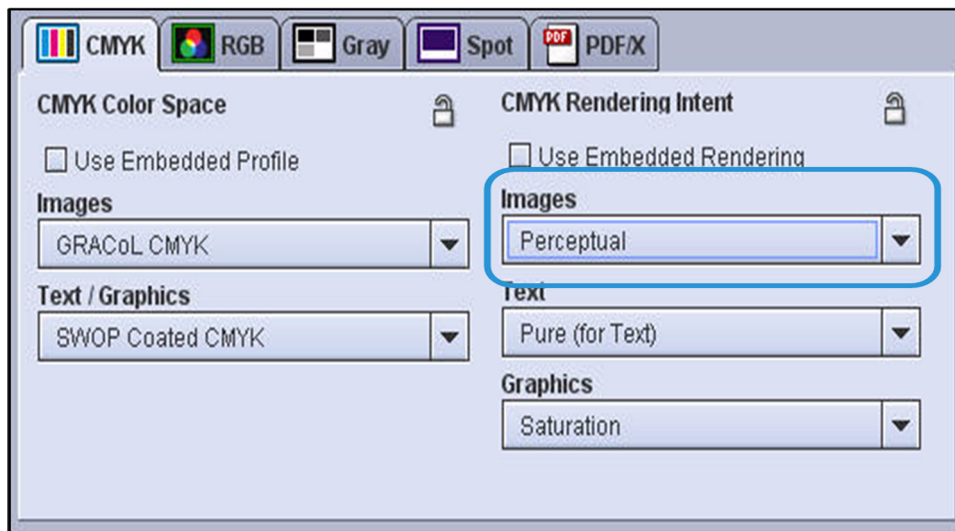 CMYK
RGB
Gray
Spot
PDF
PDF/X
CMYK Color Space
Use Embedded Profile
Images
GRACoL CMYK
Text / Graphics
SWOP Coated CMYK
CMYK Rendering Intent
Use Embedded Rendering
Images
Perceptual
Text
Pure (for Text)
Graphics
Saturation